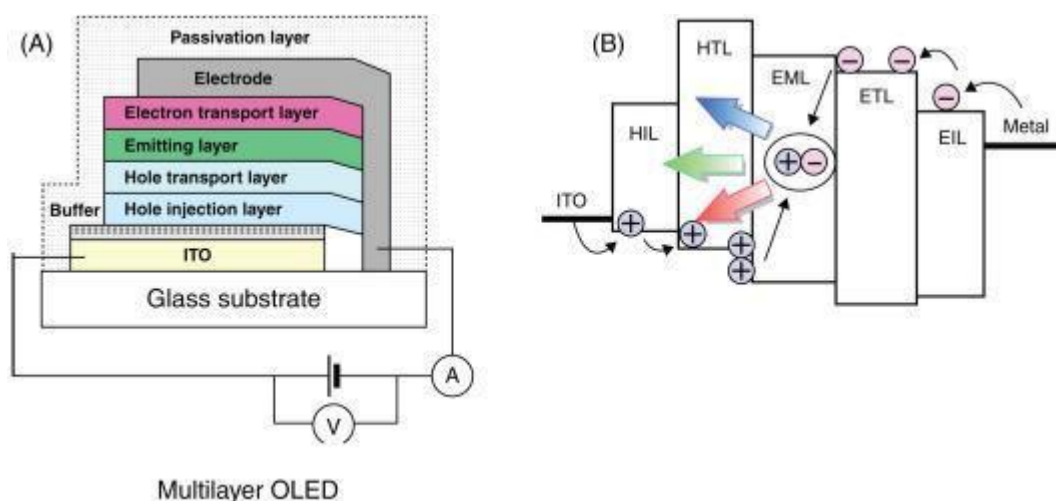 (A)
Passivation layer
Electrode
Electron transport layer
Emitting layer
Hole transport layer
Buffer
Hole injection layer
ITO
Glass substrate
A
V
Multilayer OLED
(B)
HTL
EML
ETL
HIL
EIL
Metal
ITO
+
+
+
+
+ −
−
−
−